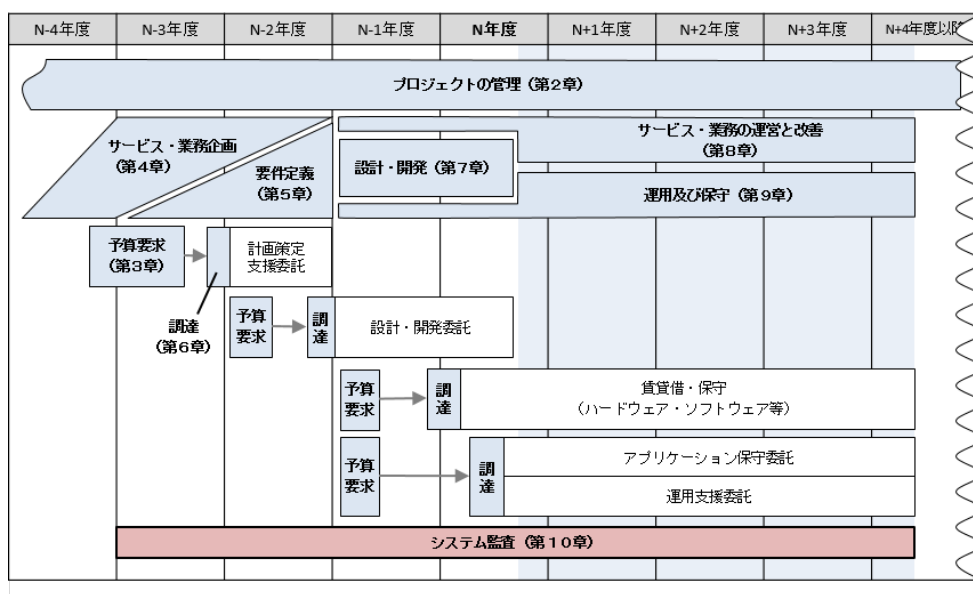 N-4年度
N-3年度
N-2年度
N-1年度
N年度
N+1年度
N+2年度
N+3年度
N+4年度以降
プロジェクトの管理(第2章)
サービス・業務企画
(第4章)
要件定義
(第5章)
設計・開発(第7章)
サービス・業務の運営と改善
(第8章)
運用及び保守(第9章)
予算要求
(第3章)
計画策定
支援委託
調達
(第6章)
予算
要求
調
達
設計・開発委託
予算
要求
調
達
賃貸借・保守
(ハードウェア・ソフトウェア等)
予算
要求
調
達
アプリケーション保守委託
運用支援委託
システム監査(第10章)